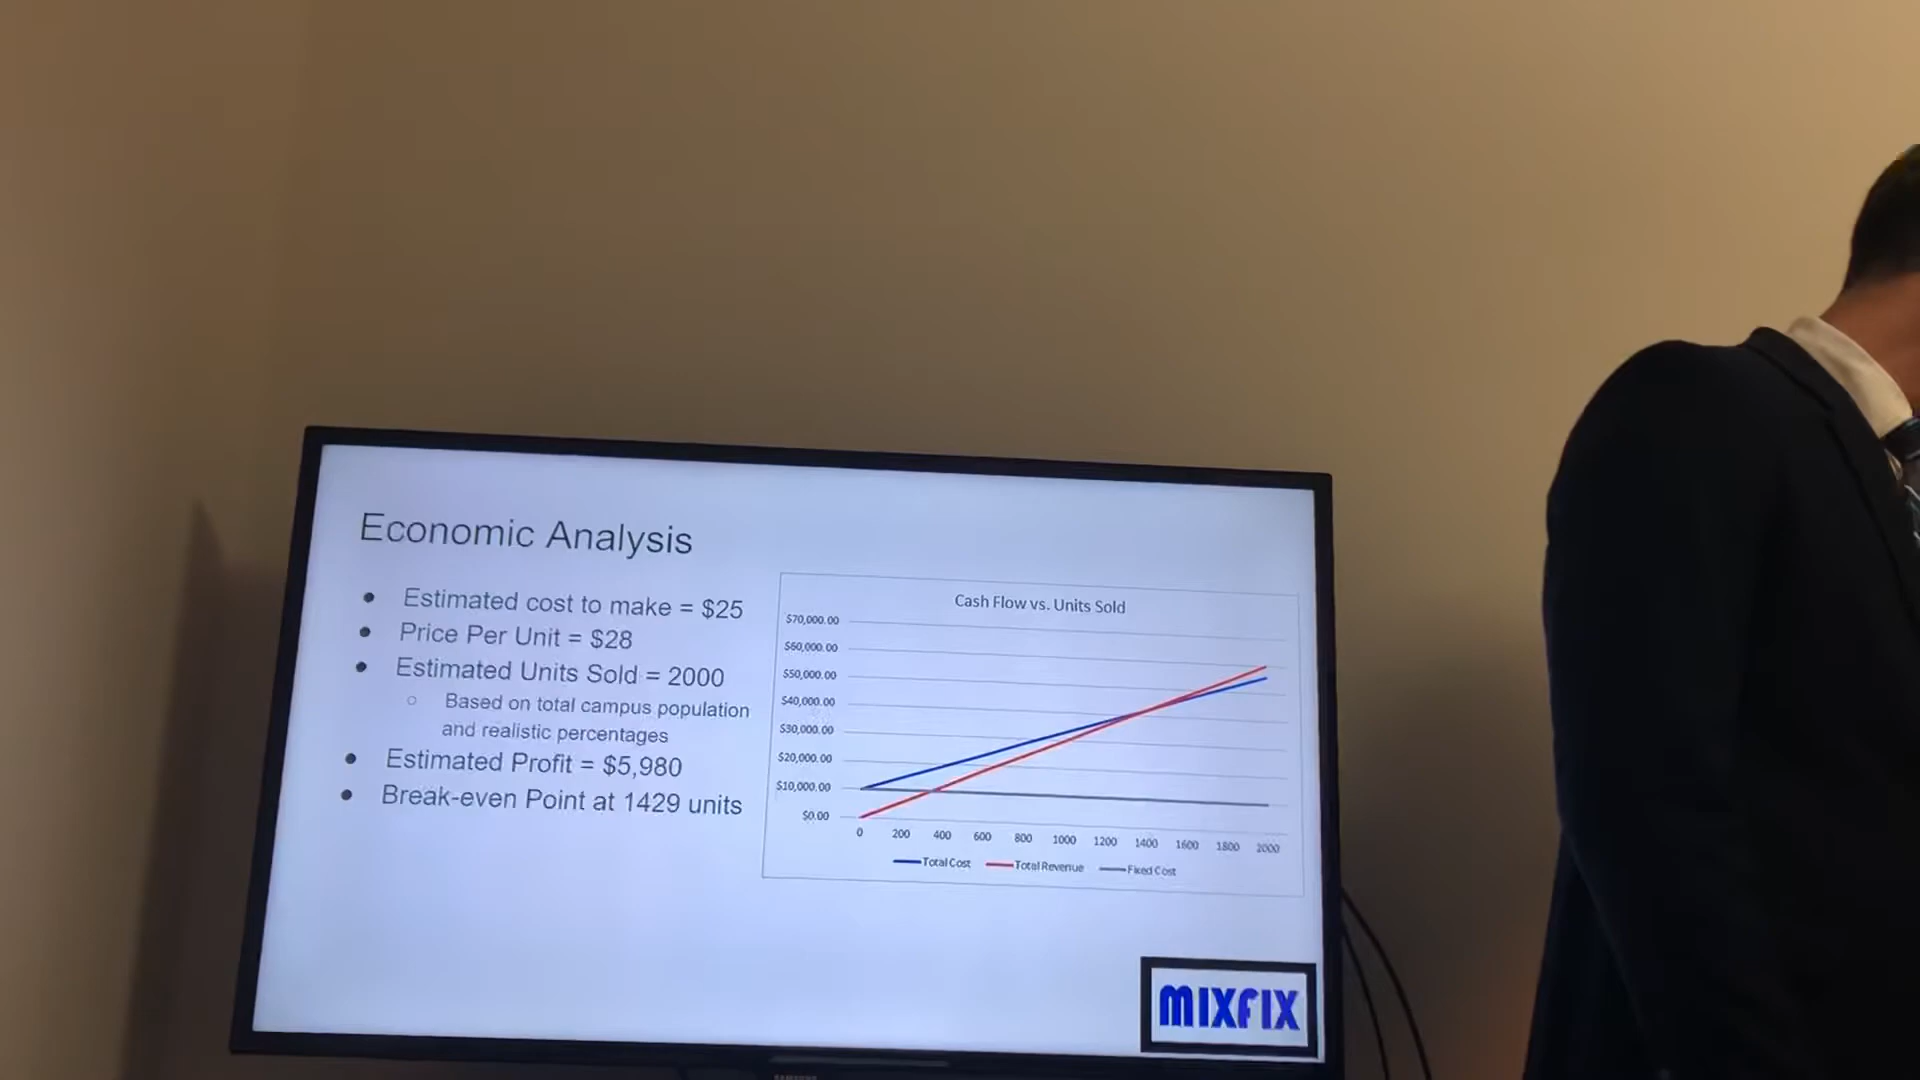 Economic Analysis
• Estimated cost to make = $25
• Price Per Unit = $28
• Estimated Units Sold = 2000
○ Based on total campus population
and realistic percentages
• Estimated Profit = $5,980
• Break-even Point at 1429 units
Cash Flow vs. Units Sold
$70,000.00
$60,000.00
$50,000.00
$40,000.00
$30,000.00
$20,000.00
$10,000.00
$0.00
0 200 400 600 800 1000 1200 1400 1600 1800 2000
Total Cost Total Revenue Fixed Cost
MIXFIX